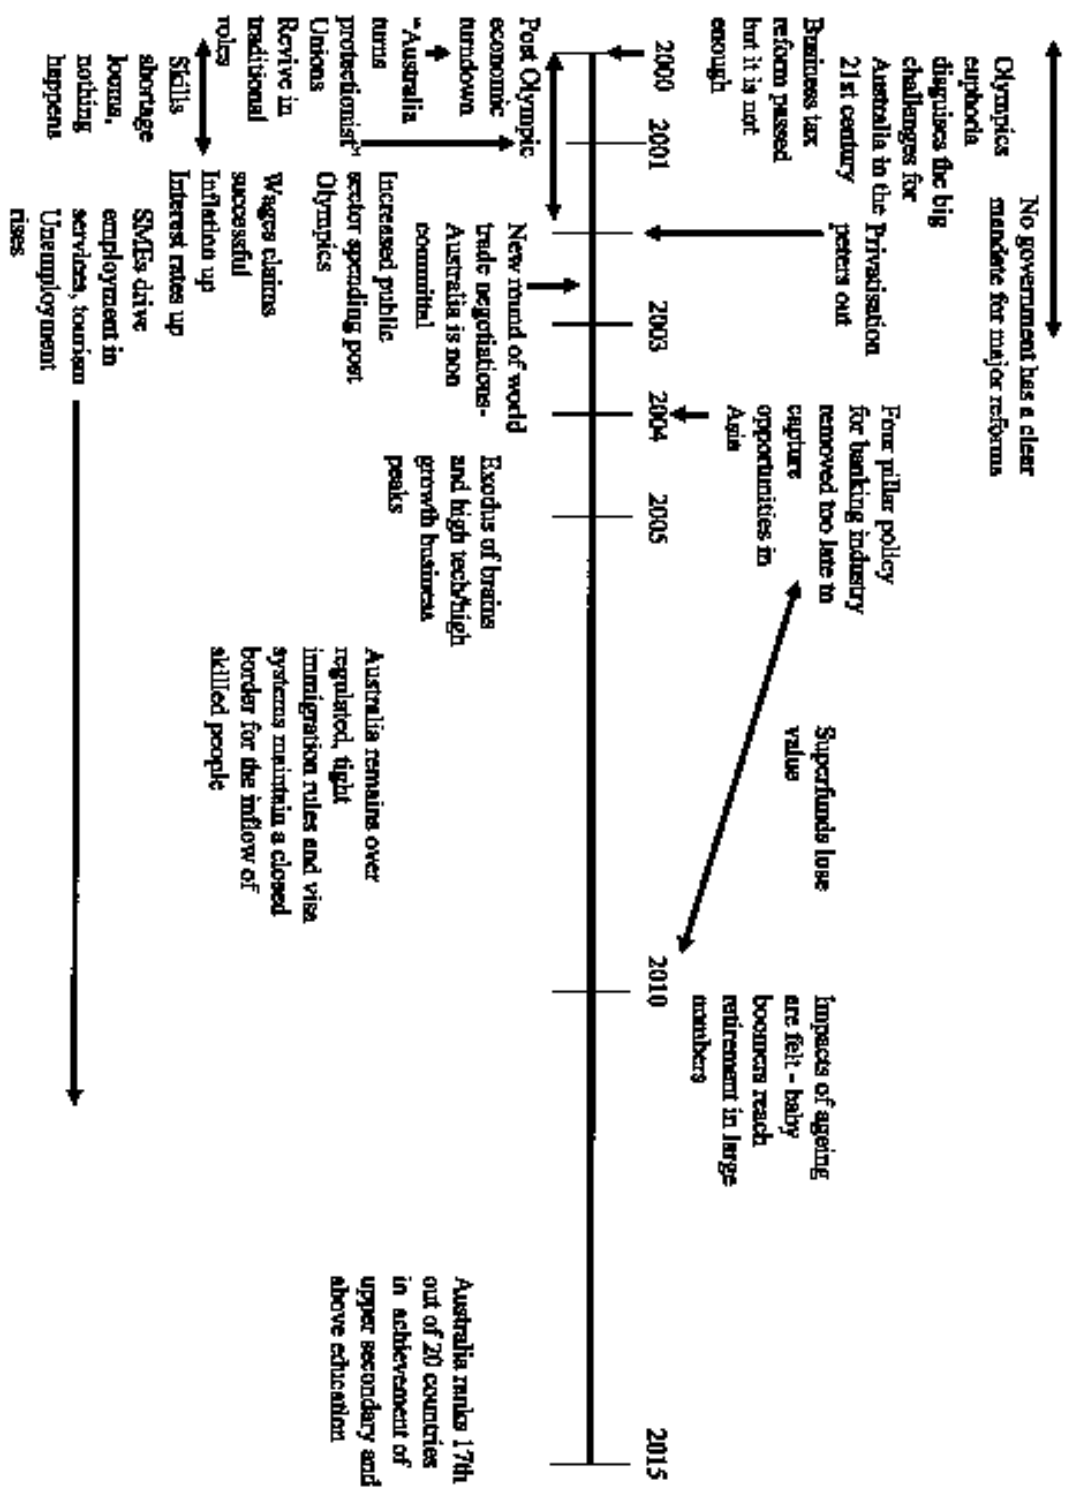 No government has a clear
mandate for major reforms
Olympics
euphoria
disguises the big
challenges for
Australia in the
21st century
Privatisation
peters out
Business tax
reform passed
but it is not
enough
Four pillar policy
for banking industry
removed too late to
capture
opportunities in
Asia
Superfunds lose
value
Impacts of ageing
are felt - baby
boomers reach
retirement in large
numbers
2000
2001
2003
2004
2005
2010
2015
Post Olympic
economic
turndown
"Australia
turns
protectionist"
Unions
Revive in
traditional
roles
Skills
shortage
looms,
nothing
happens
New round of world
trade negotiations-
Australia is non
committal
Increased public
sector spending post
Olympics
Wages claims
successful
Inflation up
Interest rates up
SMEs drive
employment in
services, tourism
Unemployment
rises
Exodus of brains
and high tech/high
growth business
peaks
Australia remains over
regulated, tight
immigration rules and visa
systems maintain a closed
border for the inflow of
skilled people
Australia ranks 17th
out of 20 countries
in achievement of
upper secondary and
above education